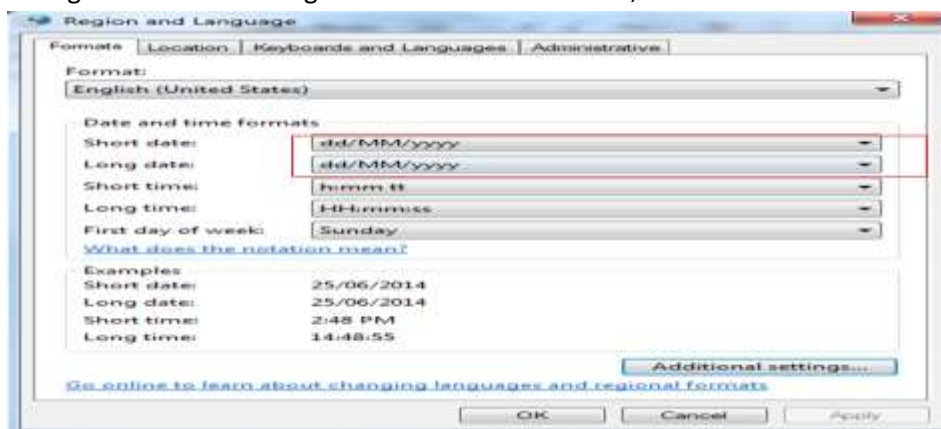 Region and Language
Formats Location Keyboards and Languages Administrative
Format:
English (United States)
Date and time formats
Short date: dd/MM/yyyy
Long date: dd/MM/yyyy
Short time: h:mm tt
Long time: HH:mm:ss
First day of week: Sunday
What does the notation mean?
Examples
Short date: 25/06/2014
Long date: 25/06/2014
Short time: 2:48 PM
Long time: 14:48:55
Additional settings...
Go online to learn about changing languages and regional formats
OK Cancel Apply